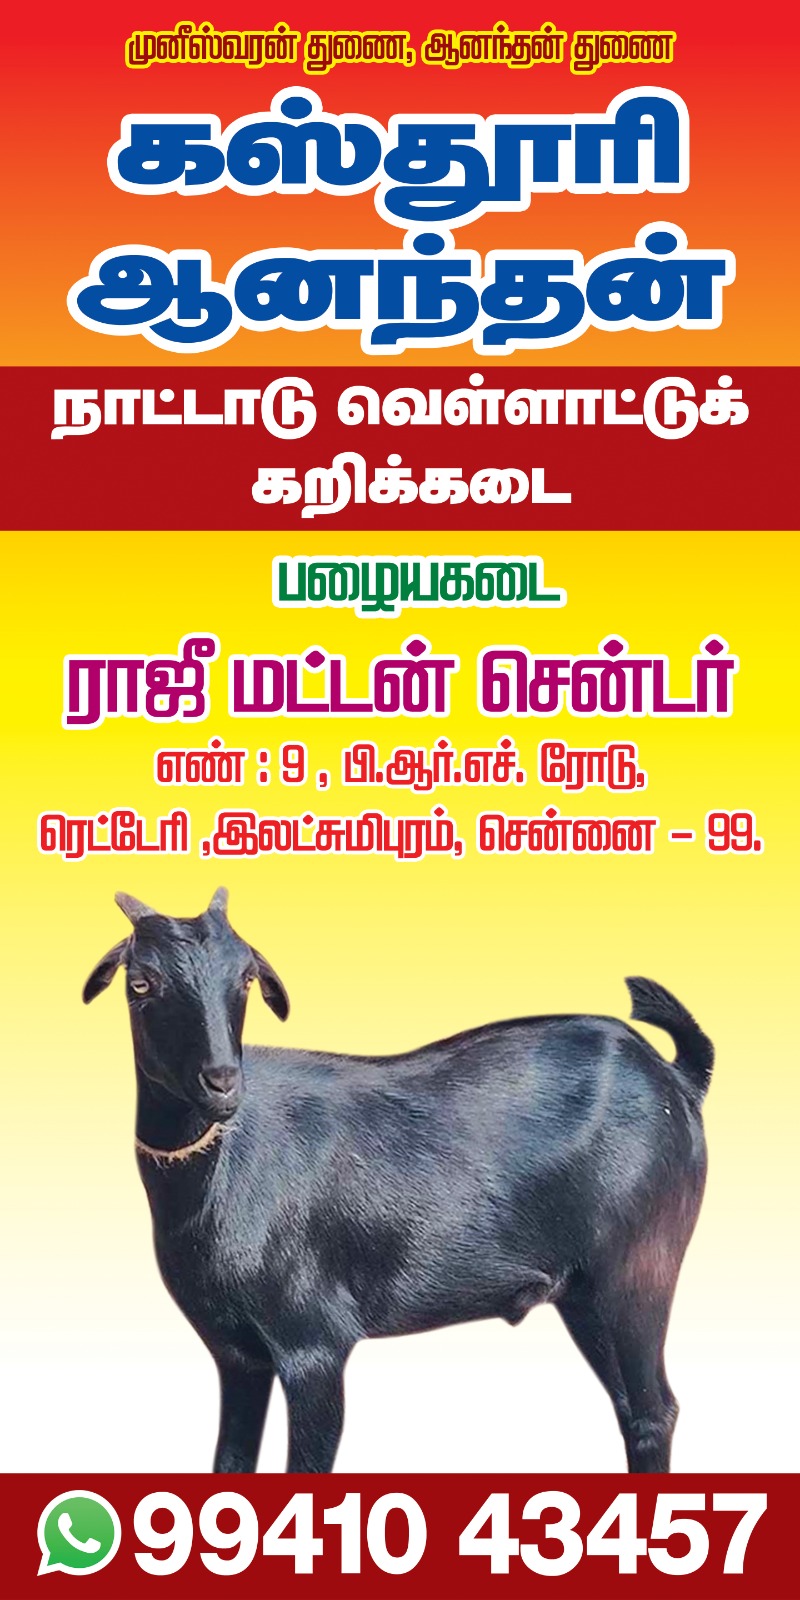 முனீஸ்வரன் துணை, ஆனந்தன் துணை
கஸ்தூரி
ஆனந்தன்
நாட்டாடு வெள்ளாட்டுக்
கறிக்கடை
பழையகடை
ராஜீ மட்டன் சென்டர்
எண் : 9 , பி.ஆர்.எச். ரோடு,
ரெட்டேரி ,இலட்சுமிபுரம், சென்னை - 99.
99410 43457